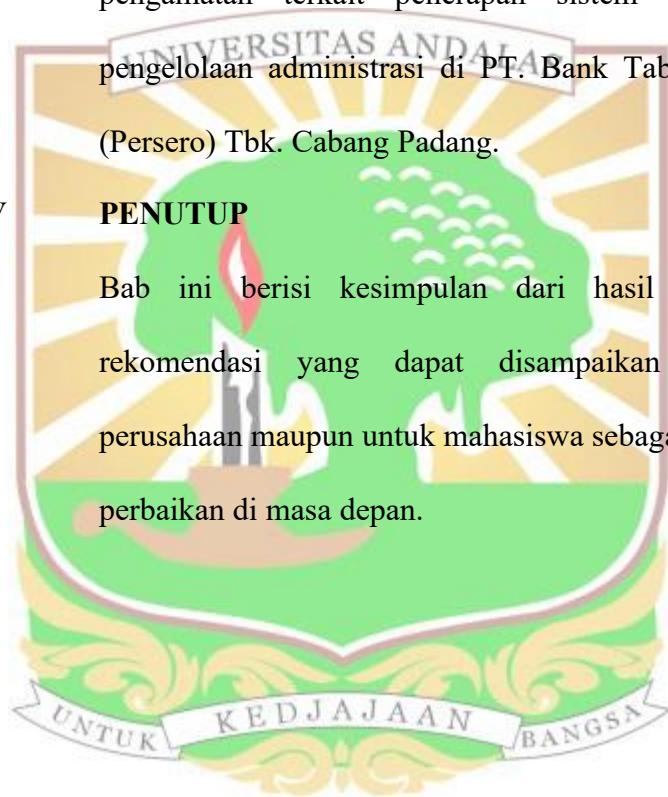 pengamatan terkait penerapan sistem
UNIVERSITAS ANDALAS
pengelolaan administrasi di PT. Bank Tab
(Persero) Tbk. Cabang Padang.
V PENUTUP
Bab ini berisi kesimpulan dari hasil
rekomendasi yang dapat disampaikan
perusahaan maupun untuk mahasiswa sebaga
perbaikan di masa depan.
UNTUK KEDJAJAAN BANGSA